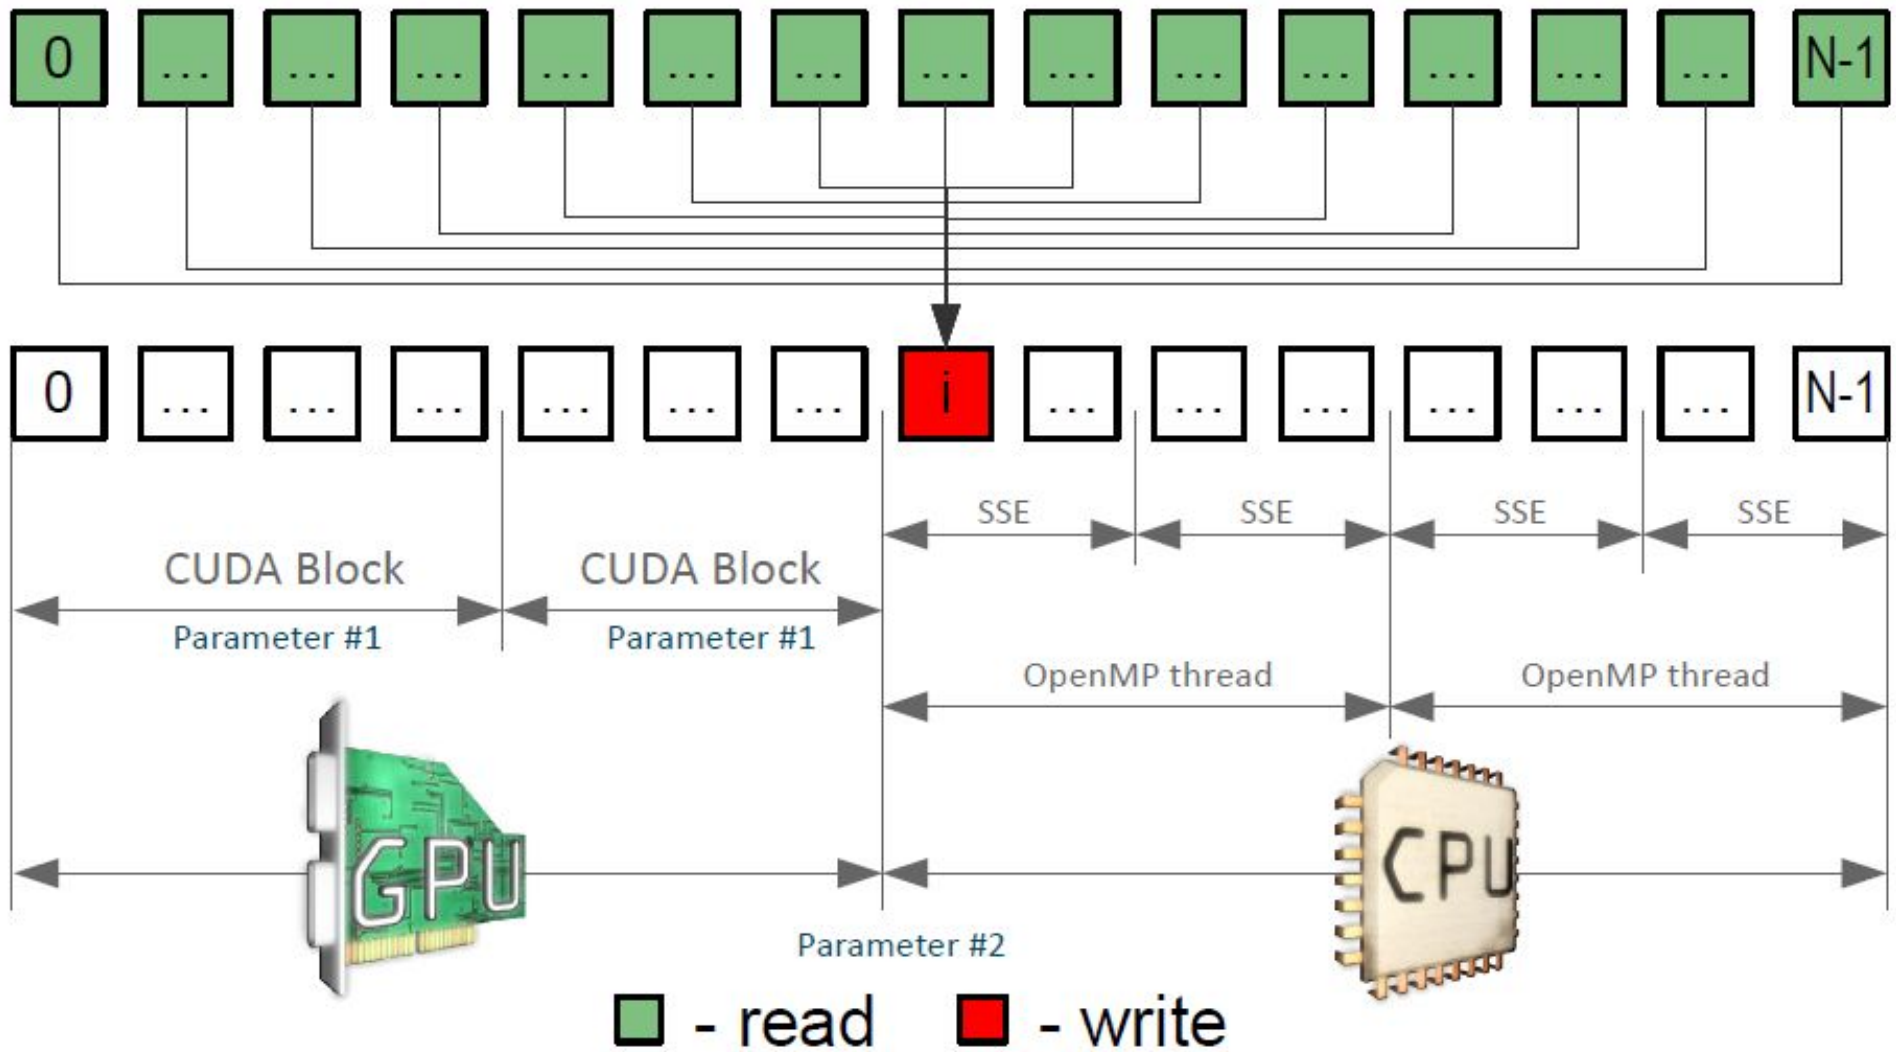 0 ... ... ... ... ... ... ... ... ... ... ... ... ... N-1
0 ... ... ... ... ... ... i ... ... ... ... ... ... N-1
SSE SSE SSE SSE
CUDA Block CUDA Block
Parameter #1 Parameter #1
OpenMP thread OpenMP thread
GPU CPU
Parameter #2
- read - write